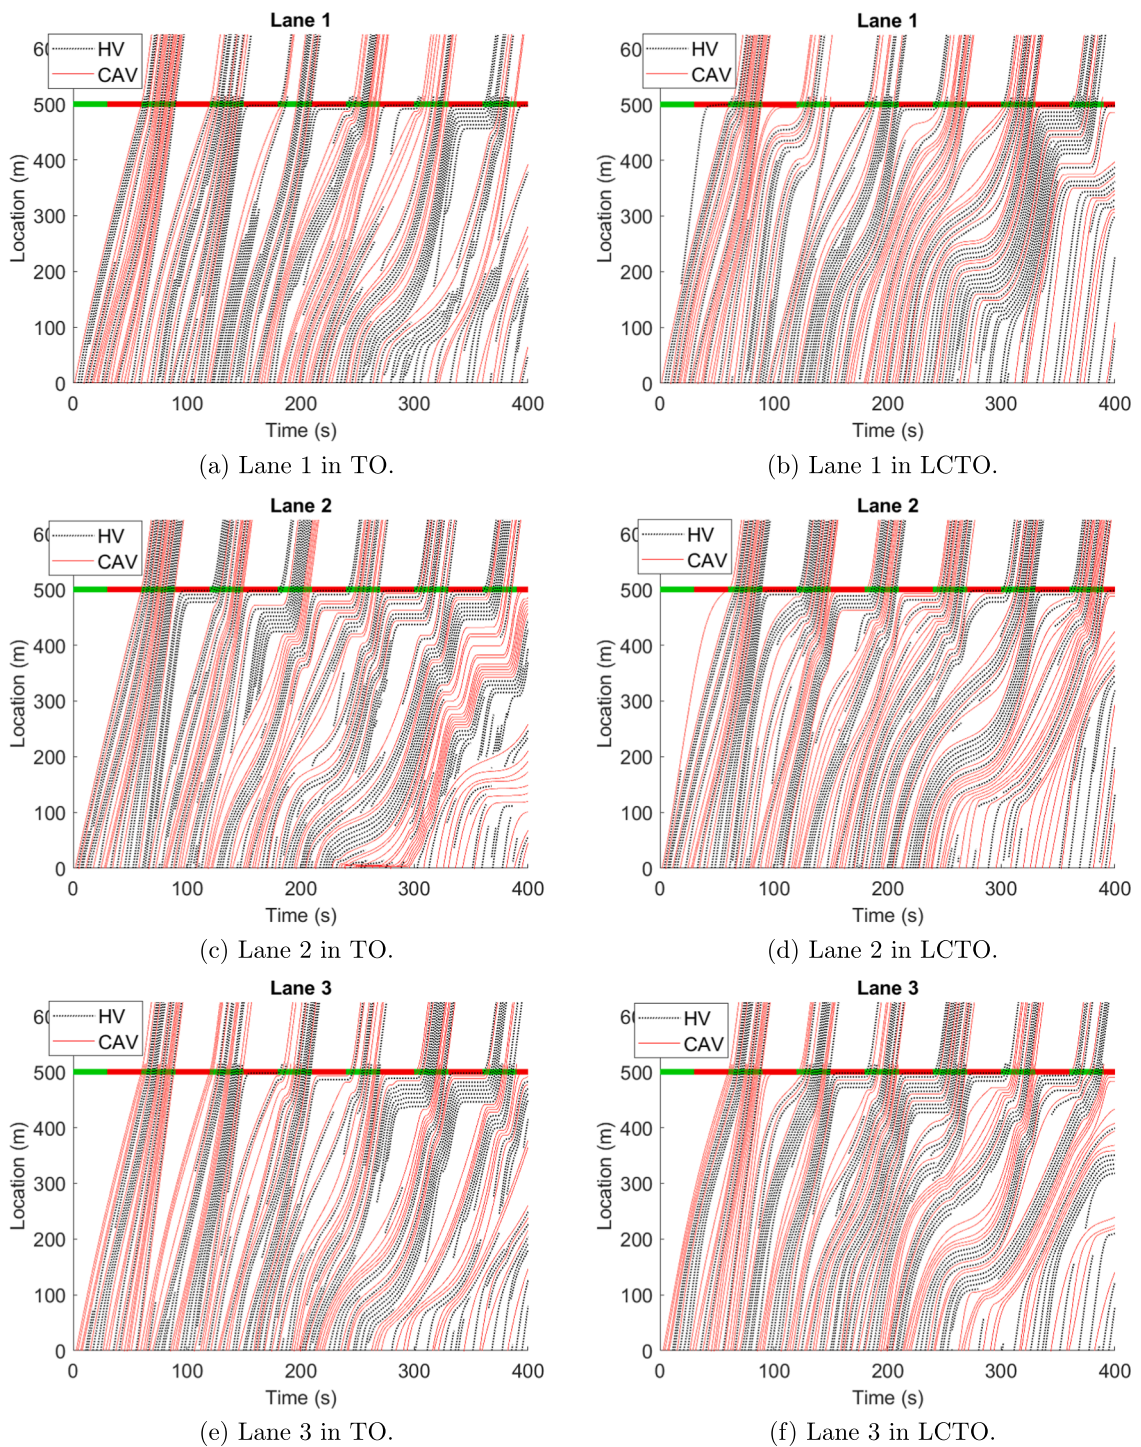 Lane 1
Lane 1
60
HV
CAV
500
400
300
200
100
0
Location (m)
0 100 200 300 400
Time (s)
60
HV
CAV
500
400
300
200
100
0
Location (m)
0 100 200 300 400
Time (s)
(a) Lane 1 in TO.
(b) Lane 1 in LCTO.
Lane 2
Lane 2
60
HV
CAV
500
400
300
200
100
0
Location (m)
0 100 200 300 400
Time (s)
60
HV
CAV
500
400
300
200
100
0
Location (m)
0 100 200 300 400
Time (s)
(c) Lane 2 in TO.
(d) Lane 2 in LCTO.
Lane 3
Lane 3
60
HV
CAV
500
400
300
200
100
0
Location (m)
0 100 200 300 400
Time (s)
60
HV
CAV
500
400
300
200
100
0
Location (m)
0 100 200 300 400
Time (s)
(e) Lane 3 in TO.
(f) Lane 3 in LCTO.